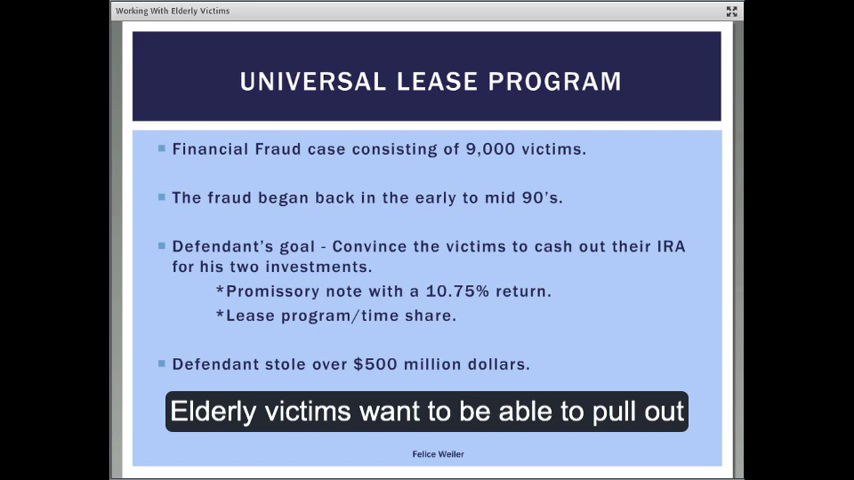 Working With Elderly Victims
UNIVERSAL LEASE PROGRAM
Financial Fraud case consisting of 9,000 victims.
The fraud began back in the early to mid 90's.
Defendant's goal - Convince the victims to cash out their IRA
for his two investments.
*Promissory note with a 10.75% return.
*Lease program/time share.
Defendant stole over $500 million dollars.
Elderly victims want to be able to pull out
Felice Weiler